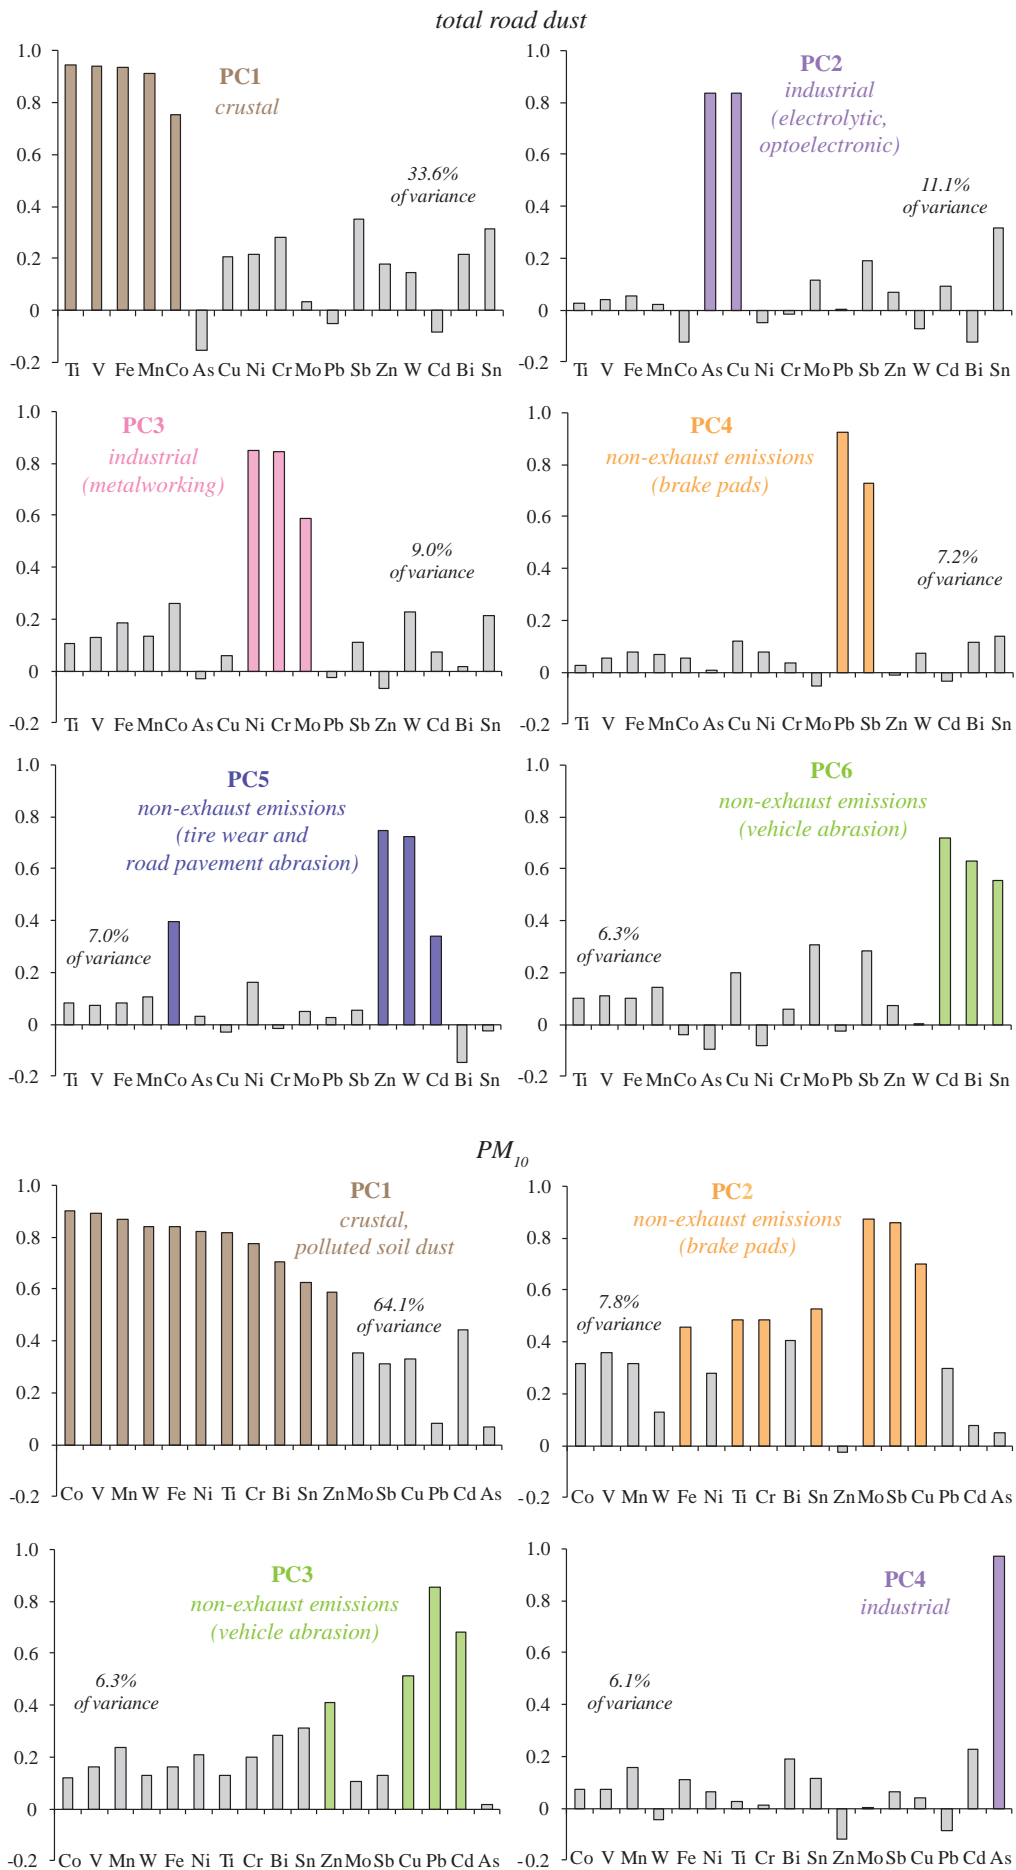 total road dust
1.0
0.8
0.6
0.4
0.2
0
-0.2
PC1
crustal
33.6%
of variance
Ti V Fe Mn Co As Cu Ni Cr Mo Pb Sb Zn W Cd Bi Sn
1.0
0.8
0.6
0.4
0.2
0
-0.2
PC2
industrial
(electrolytic,
optoelectronic)
11.1%
of variance
Ti V Fe Mn Co As Cu Ni Cr Mo Pb Sb Zn W Cd Bi Sn
1.0
0.8
0.6
0.4
0.2
0
-0.2
PC3
industrial
(metalworking)
9.0%
of variance
Ti V Fe Mn Co As Cu Ni Cr Mo Pb Sb Zn W Cd Bi Sn
1.0
0.8
0.6
0.4
0.2
0
-0.2
PC4
non-exhaust emissions
(brake pads)
7.2%
of variance
Ti V Fe Mn Co As Cu Ni Cr Mo Pb Sb Zn W Cd Bi Sn
1.0
0.8
0.6
0.4
0.2
0
-0.2
PC5
non-exhaust emissions
(tire wear and
road pavement abrasion)
7.0%
of variance
Ti V Fe Mn Co As Cu Ni Cr Mo Pb Sb Zn W Cd Bi Sn
1.0
0.8
0.6
0.4
0.2
0
-0.2
PC6
non-exhaust emissions
(vehicle abrasion)
6.3%
of variance
Ti V Fe Mn Co As Cu Ni Cr Mo Pb Sb Zn W Cd Bi Sn
PM10
1.0
0.8
0.6
0.4
0.2
0
-0.2
PC1
crustal,
polluted soil dust
64.1%
of variance
Co V Mn W Fe Ni Ti Cr Bi Sn Zn Mo Sb Cu Pb Cd As
1.0
0.8
0.6
0.4
0.2
0
-0.2
PC2
non-exhaust emissions
(brake pads)
7.8%
of variance
Co V Mn W Fe Ni Ti Cr Bi Sn Zn Mo Sb Cu Pb Cd As
1.0
0.8
0.6
0.4
0.2
0
-0.2
PC3
non-exhaust emissions
(vehicle abrasion)
6.3%
of variance
Co V Mn W Fe Ni Ti Cr Bi Sn Zn Mo Sb Cu Pb Cd As
1.0
0.8
0.6
0.4
0.2
0
-0.2
PC4
industrial
6.1%
of variance
Co V Mn W Fe Ni Ti Cr Bi Sn Zn Mo Sb Cu Pb Cd As